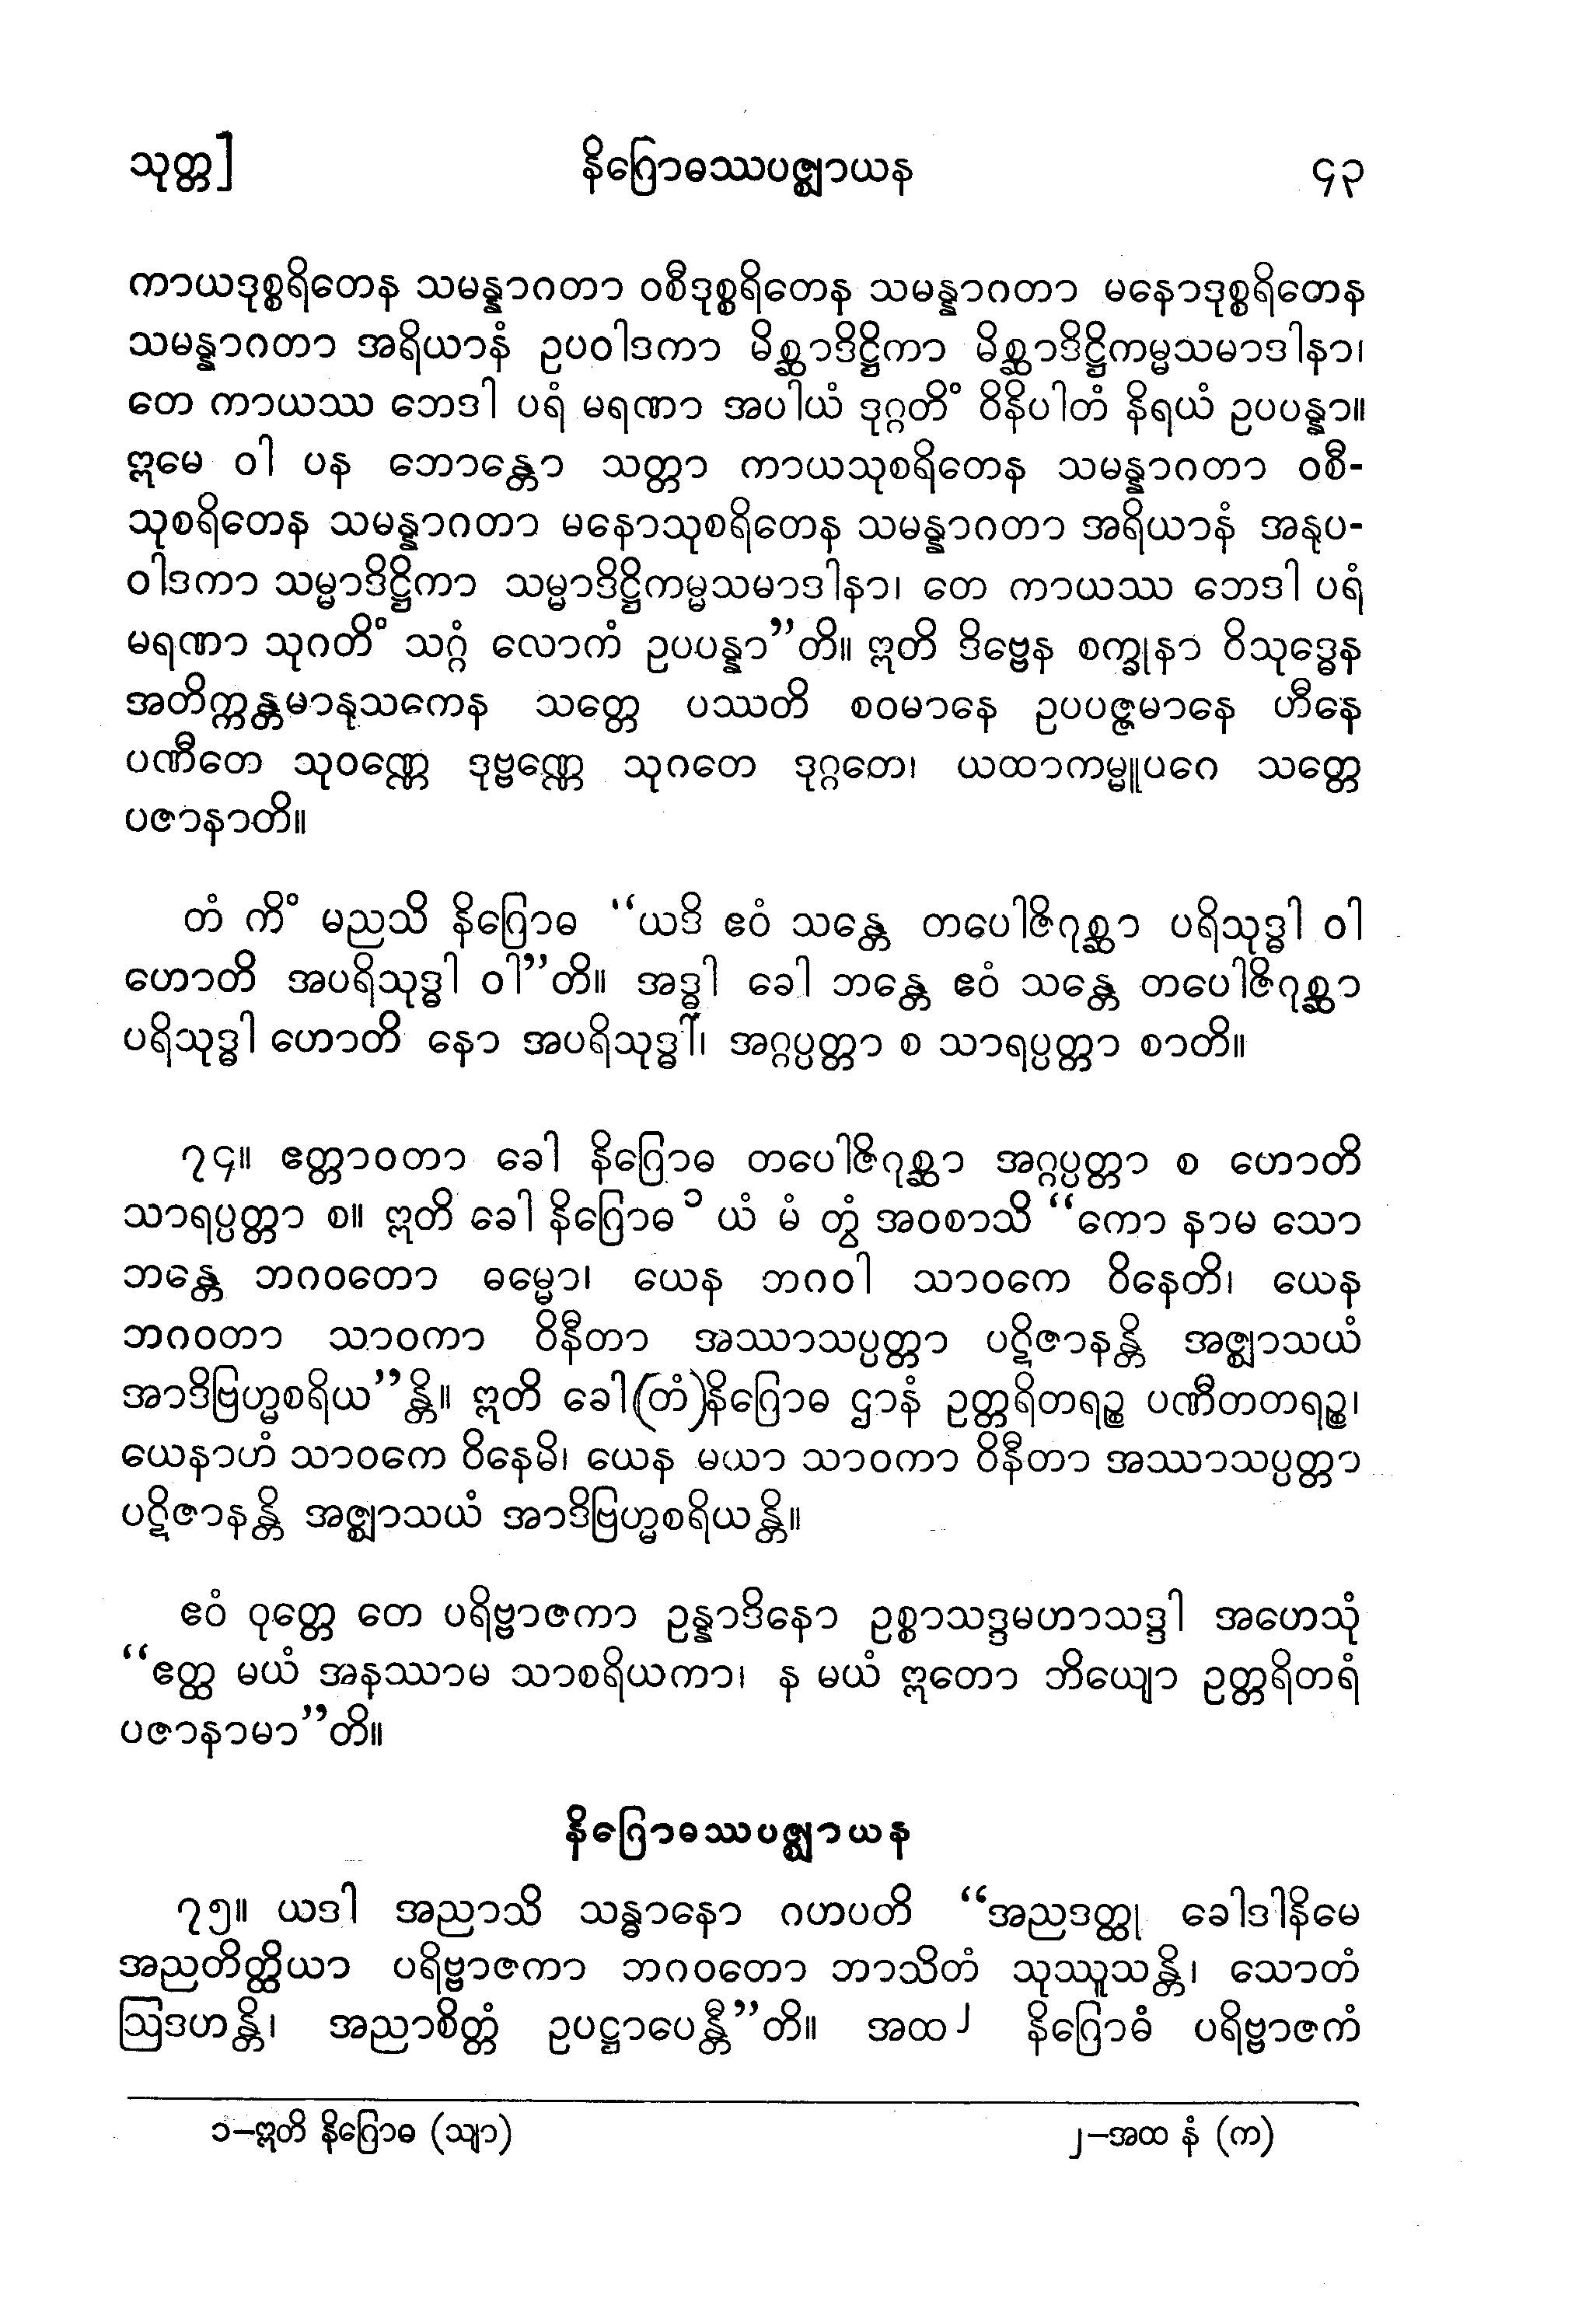 သုတ္တ] နိဂြောဓဿပဇ္ဈာယန ၄၃
ကာယဒုစ္စရိတေန သမန္နာဂတာ ဝစီဒုစ္စရိတေန သမန္နာဂတာ မနောဒုစ္စရိတေန
သမန္နာဂတာ အရိယာနံ ဥပဝါဒကာ မိစ္ဆာဒိဋ္ဌိကာ မိစ္ဆာဒိဋ္ဌိကမ္မသမာဒါနာ၊
တေ ကာယဿ ဘေဒါ ပရံ မရဏာ အပါယံ ဒုဂ္ဂတိံ ဝိနိပါတံ နိရယံ ဥပပန္နာ။
ဣမေ ဝါ ပန ဘောန္တော သတ္တာ ကာယသုစရိတေန သမန္နာဂတာ ဝစီ-
သုစရိတေန သမန္နာဂတာ မနောသုစရိတေန သမန္နာဂတာ အရိယာနံ အနုပ-
ဝါဒကာ သမ္မာဒိဋ္ဌိကာ သမ္မာဒိဋ္ဌိကမ္မသမာဒါနာ၊ တေ ကာယဿ ဘေဒါ ပရံ
မရဏာ သုဂတိံ သဂ္ဂံ လောကံ ဥပပန္နာ”တိ။ ဣတိ ဒိဗ္ဗေန စက္ခုနာ ဝိသုဒ္ဓေန
အတိက္ကန္တမာနုသကေန သတ္တေ ပဿတိ စဝမာနေ ဥပပဇ္ဇမာနေ ဟီနေ
ပဏီတေ သုဝဏ္ဏေ ဒုဗ္ဗဏ္ဏေ သုဂတေ ဒုဂ္ဂတေ၊ ယထာကမ္မူပဂေ သတ္တေ
ပဇာနာတိ။
တံ ကိံ မညသိ နိဂြောဓ “ယဒိ ဧဝံ သန္တေ တပေါဇိဂုစ္ဆာ ပရိသုဒ္ဓါ ဝါ
ဟောတိ အပရိသုဒ္ဓါ ဝါ”တိ။ အဒ္ဓါ ခေါ ဘန္တေ ဧဝံ သန္တေ တပေါဇိဂုစ္ဆာ
ပရိသုဒ္ဓါ ဟောတိ နော အပရိသုဒ္ဓါ၊ အဂ္ဂပ္ပတ္တာ စ သာရပ္ပတ္တာ စာတိ။
၇၄။ ဧတ္တာဝတာ ခေါ နိဂြောဓ တပေါဇိဂုစ္ဆာ အဂ္ဂပ္ပတ္တာ စ ဟောတိ
သာရပ္ပတ္တာ စ။ ဣတိ ခေါ နိဂြောဓ ၁ ယံ မံ တွံ အဝစာသိ “ကော နာမ သော
ဘန္တေ ဘဂဝတော ဓမ္မော၊ ယေန ဘဂဝါ သာဝကေ ဝိနေတိ၊ ယေန
ဘဂဝတာ သာဝကာ ဝိနီတာ အဿာသပ္ပတ္တာ ပဋိဇာနန္တိ အဇ္ဈာသယံ
အာဒိဗြဟ္မစရိယ”န္တိ။ ဣတိ ခေါ(တံ)နိဂြောဓ ဌာနံ ဥတ္တရိတရဉ္စ ပဏီတတရဉ္စ၊
ယေနာဟံ သာဝကေ ဝိနေမိ၊ ယေန မယာ သာဝကာ ဝိနီတာ အဿာသပ္ပတ္တာ
ပဋိဇာနန္တိ အဇ္ဈာသယံ အာဒိဗြဟ္မစရိယန္တိ။
ဧဝံ ဝုတ္တေ တေ ပရိဗ္ဗာဇကာ ဥန္နာဒိနော ဥစ္စာသဒ္ဒမဟာသဒ္ဒါ အဟေသုံ
“ဧတ္ထ မယံ အနဿာမ သာစရိယကာ၊ န မယံ ဣတော ဘိယျော ဥတ္တရိတရံ
ပဇာနာမာ”တိ။
နိဂြောဓဿပဇ္ဈာယန
၇၅။ ယဒါ အညာသိ သန္ဓာနော ဂဟပတိ “အညဒတ္ထု ခေါဒါနိမေ
အညတိတ္ထိယာ ပရိဗ္ဗာဇကာ ဘဂဝတော ဘာသိတံ သုဿူသန္တိ၊ သောတံ
ဩဒဟန္တိ၊ အညာစိတ္တံ ဥပဋ္ဌာပေန္တီ”တိ။ အထ၂ နိဂြောဓံ ပရိဗ္ဗာဇကံ
၁–ဣတိ နိဂြောဓ (သျာ) ၂–အထ နံ (က)